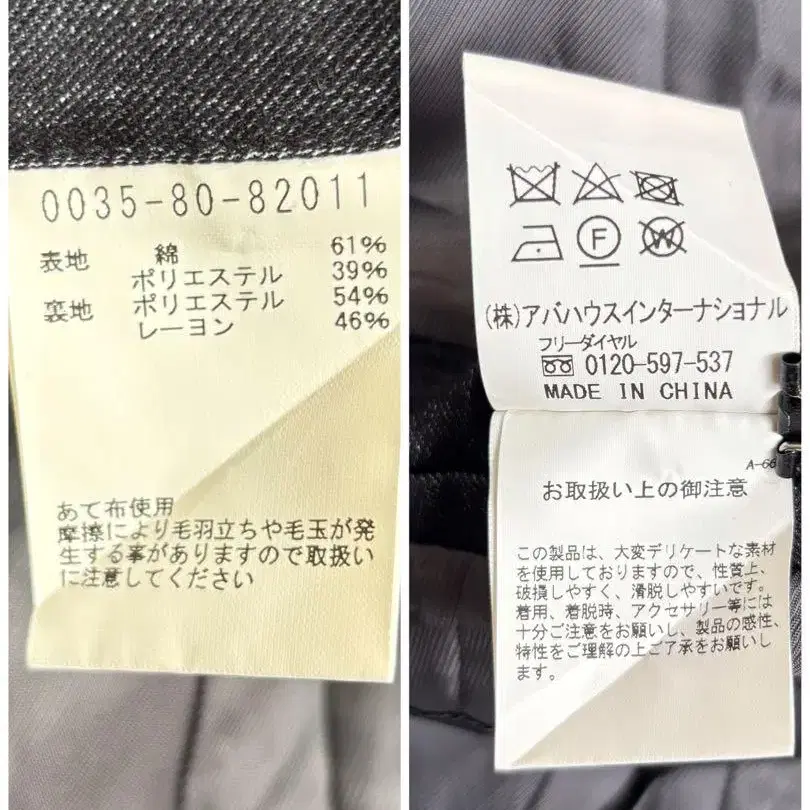 0035-80-82011
表地 綿 61%
ポリエステル 39%
裏地 ポリエステル 54%
レーヨン 46%
あて布使用
摩擦により毛羽立ちや毛玉が発
生する事がありますので取扱い
に注意してください
F
W
(株)アバハウスインターナショナル
フリーダイヤル
0120-597-537
MADE IN CHINA
A-66
お取扱い上の御注意
この製品は、大変デリケートな素材
を使用しておりますので、性質上、
破損しやすく、滑脱しやすいです。
着用、着脱時、アクセサリー等には
十分ご注意をお願いし、製品の感性、
特性をご理解の上ご了承をお願いし
ます。